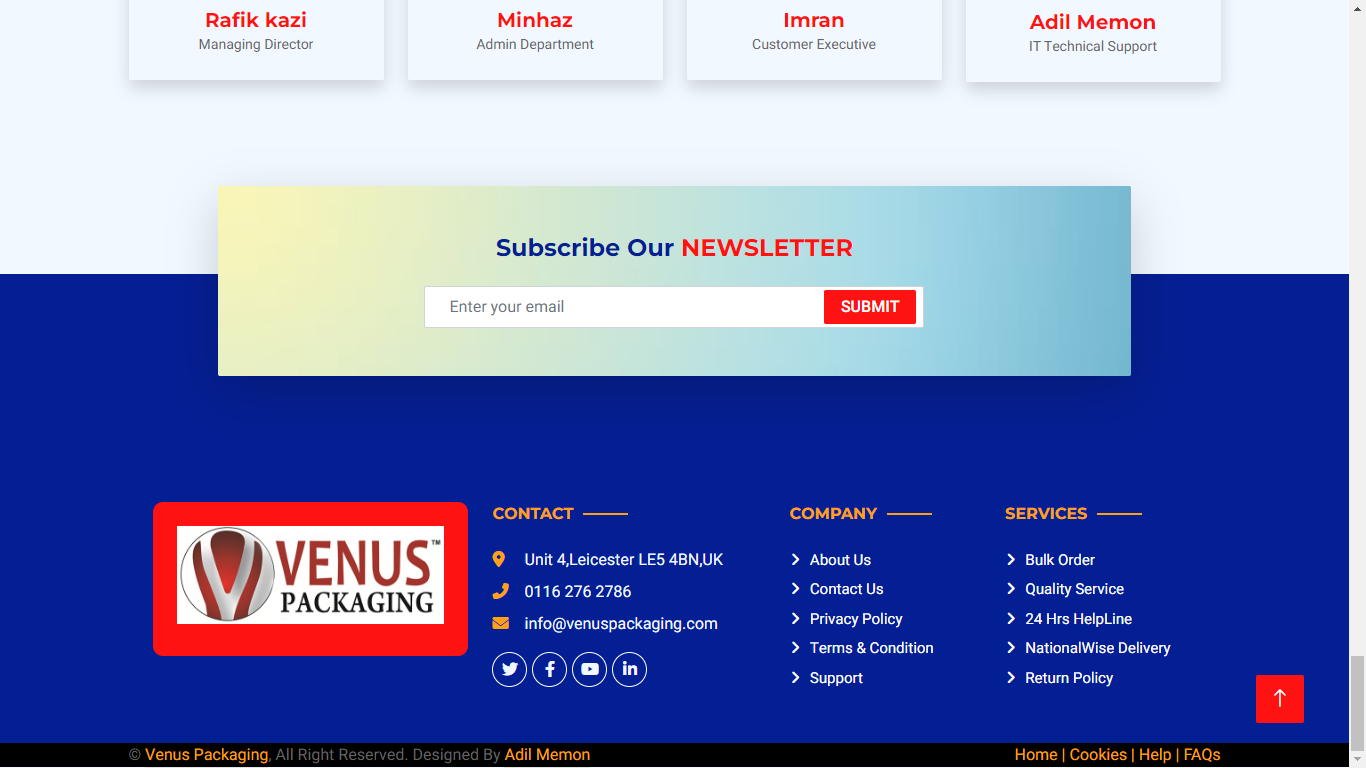 Rafik kazi
Managing Director
Minhaz
Admin Department
Imran
Customer Executive
Adil Memon
IT Technical Support
Subscribe Our NEWSLETTER
Enter your email
SUBMIT
VENUS™
PACKAGING
CONTACT
Unit 4,Leicester LE5 4BN,UK
0116 276 2786
info@venuspackaging.com
COMPANY
About Us
Contact Us
Privacy Policy
Terms & Condition
Support
SERVICES
Bulk Order
Quality Service
24 Hrs HelpLine
NationalWise Delivery
Return Policy
© Venus Packaging, All Right Reserved. Designed By Adil Memon
Home | Cookies | Help | FAQs